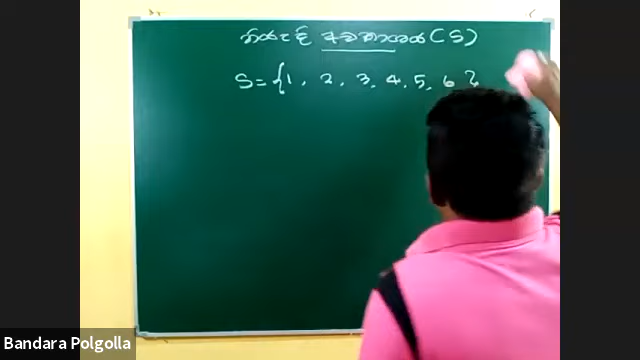 නියැදි අවකාශය (S)
S = {1, 2, 3, 4, 5, 6}
Bandara Polgolla